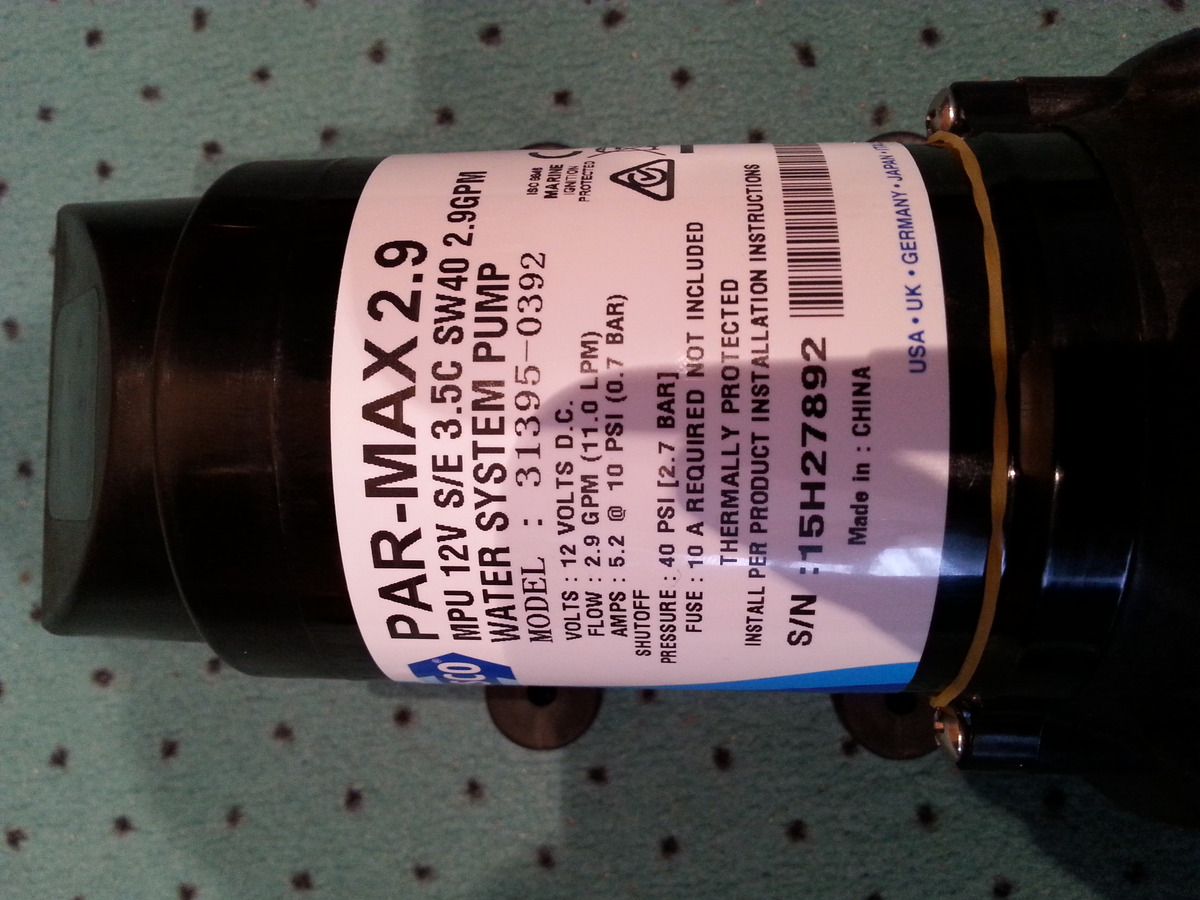 PAR-MAX 2.9
MPU 12V S/E 3.5C SW40 2.9GPM
WATER SYSTEM PUMP
MODEL : 31395-0392
VOLTS : 12 VOLTS D.C.
FLOW : 2.9 GPM (11.0 LPM)
AMPS : 5.2 @ 10 PSI (0.7 BAR)
SHUTOFF
PRESSURE : 40 PSI [2.7 BAR]
FUSE : 10 A REQUIRED NOT INCLUDED
THERMALLY PROTECTED
INSTALL PER PRODUCT INSTALLATION INSTRUCTIONS
S/N :15H27892
Made in : CHINA
USA • UK • GERMANY • JAPAN •
MARINE
IGNITION
PROTECTED